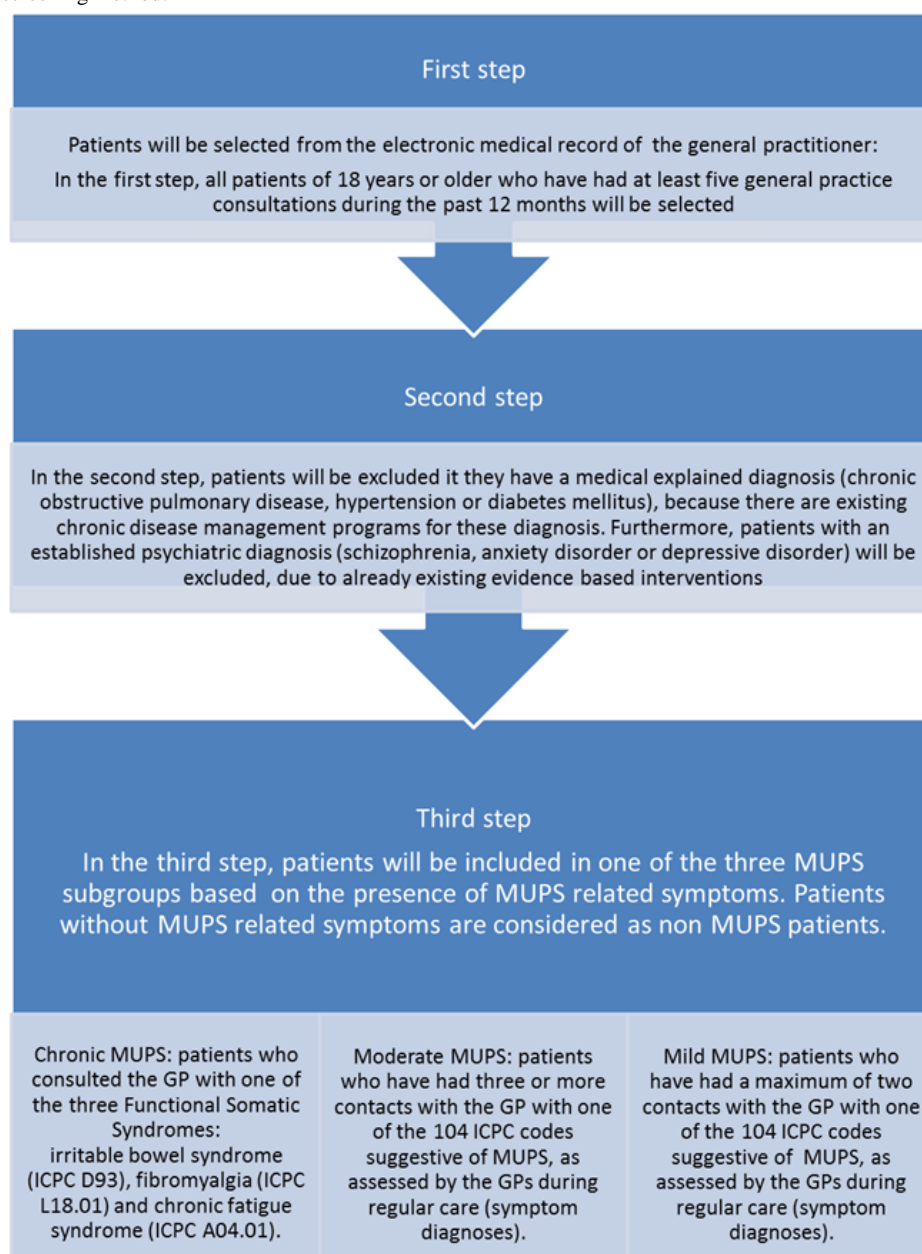 First step
Patients will be selected from the electronic medical record of the general practitioner:
In the first step, all patients of 18 years or older who have had at least five general practice
consultations during the past 12 months will be selected
Second step
In the second step, patients will be excluded it they have a medical explained diagnosis (chronic
obstructive pulmonary disease, hypertension or diabetes mellitus), because there are existing
chronic disease management programs for these diagnosis. Furthermore, patients with an
established psychiatric diagnosis (schizophrenia, anxiety disorder or depressive disorder) will be
excluded, due to already existing evidence based interventions
Third step
In the third step, patients will be included in one of the three MUPS
subgroups based on the presence of MUPS related symptoms. Patients
without MUPS related symptoms are considered as non MUPS patients.
Chronic MUPS: patients who
consulted the GP with one of
the three Functional Somatic
Syndromes:
irritable bowel syndrome
(ICPC D93), fibromyalgia (ICPC
L18.01) and chronic fatigue
syndrome (ICPC A04.01).
Moderate MUPS: patients
who have had three or more
contacts with the GP with one
of the 104 ICPC codes
suggestive of MUPS, as
assessed by the GPs during
regular care (symptom
diagnoses).
Mild MUPS: patients who
have had a maximum of two
contacts with the GP with one
of the 104 ICPC codes
suggestive of MUPS, as
assessed by the GPs during
regular care (symptom
diagnoses).